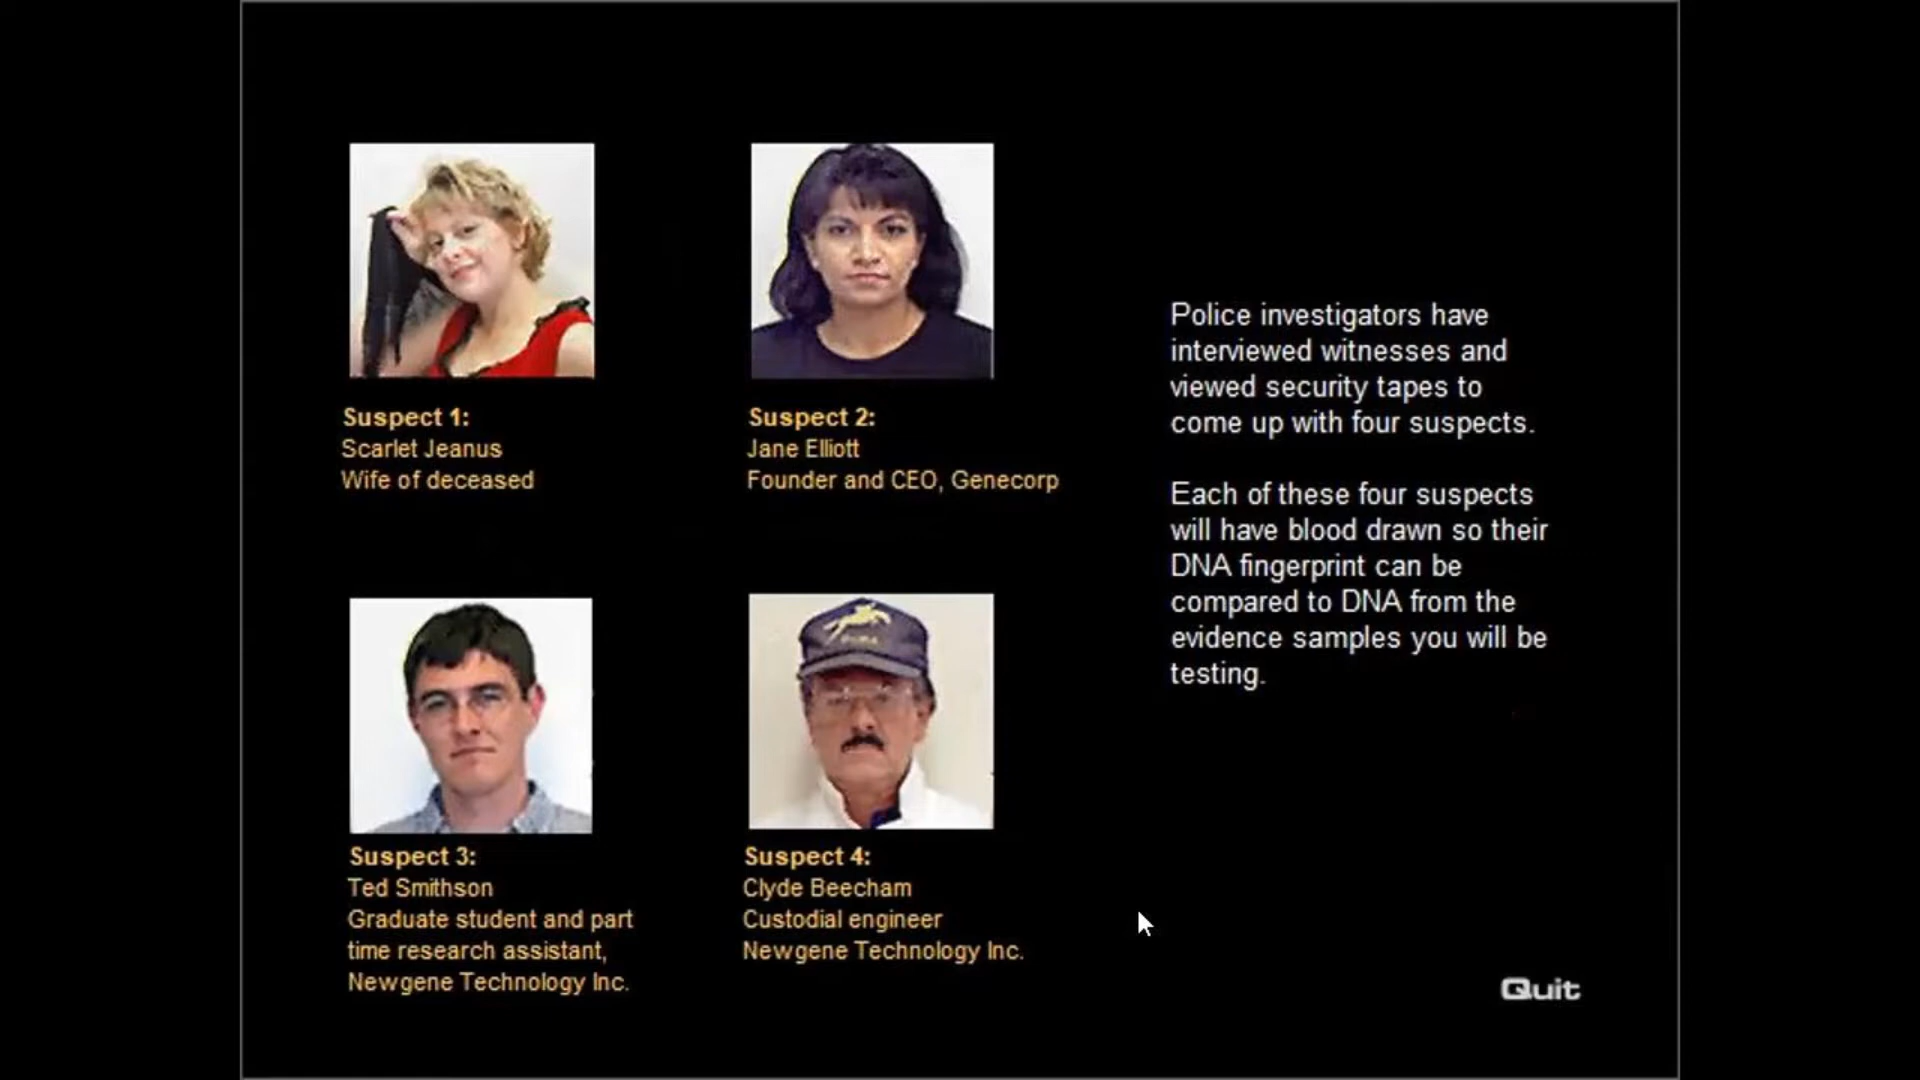 Suspect 1:
Scarlet Jeanus
Wife of deceased
Suspect 2:
Jane Elliott
Founder and CEO, Genecorp
Suspect 3:
Ted Smithson
Graduate student and part
time research assistant,
Newgene Technology Inc.
Suspect 4:
Clyde Beecham
Custodial engineer
Newgene Technology Inc.
Police investigators have
interviewed witnesses and
viewed security tapes to
come up with four suspects.
Each of these four suspects
will have blood drawn so their
DNA fingerprint can be
compared to DNA from the
evidence samples you will be
testing.
Quit